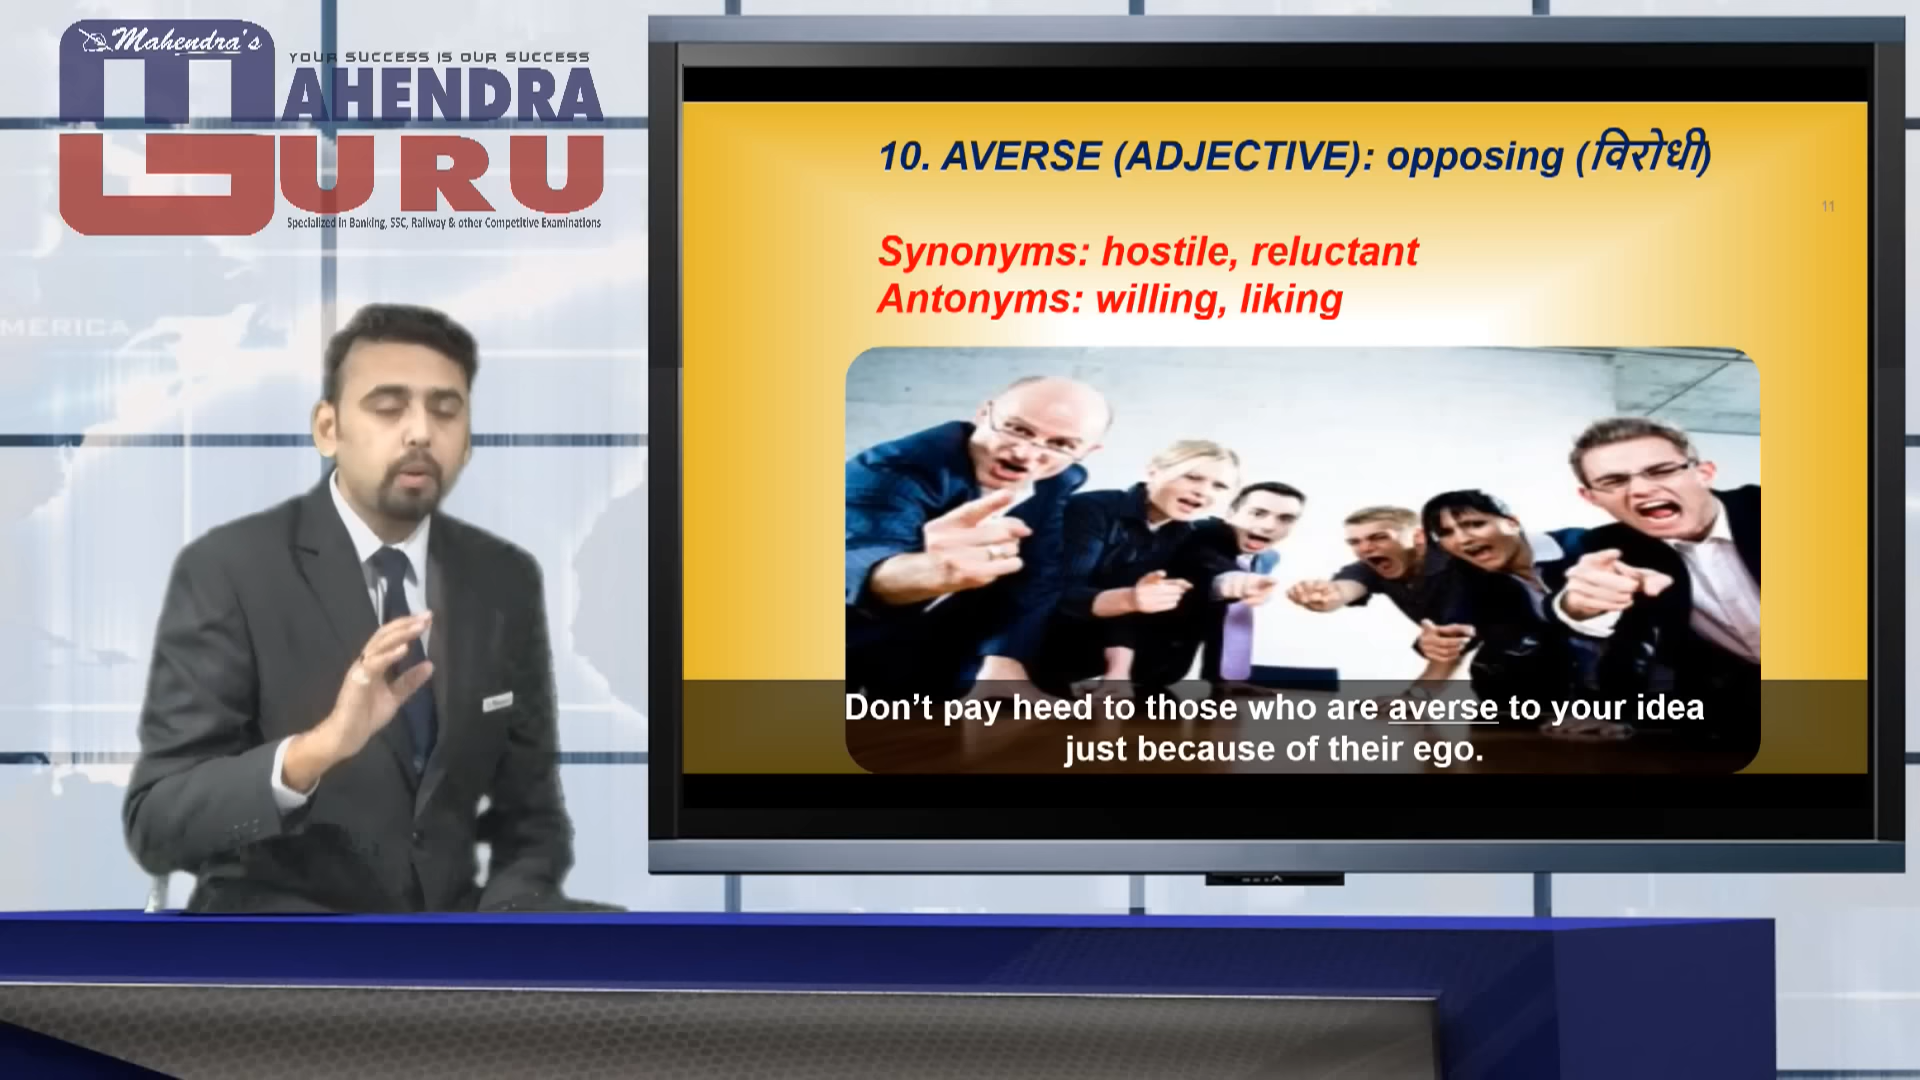 Mahendra's
YOUR SUCCESS IS OUR SUCCESS
MAHENDRA
GURU
Specialized in Banking, SSC, Railway & other Competitive Examinations
MERICA
10. AVERSE (ADJECTIVE): opposing (विरोधी)
11
Synonyms: hostile, reluctant
Antonyms: willing, liking
Don't pay heed to those who are averse to your idea
just because of their ego.